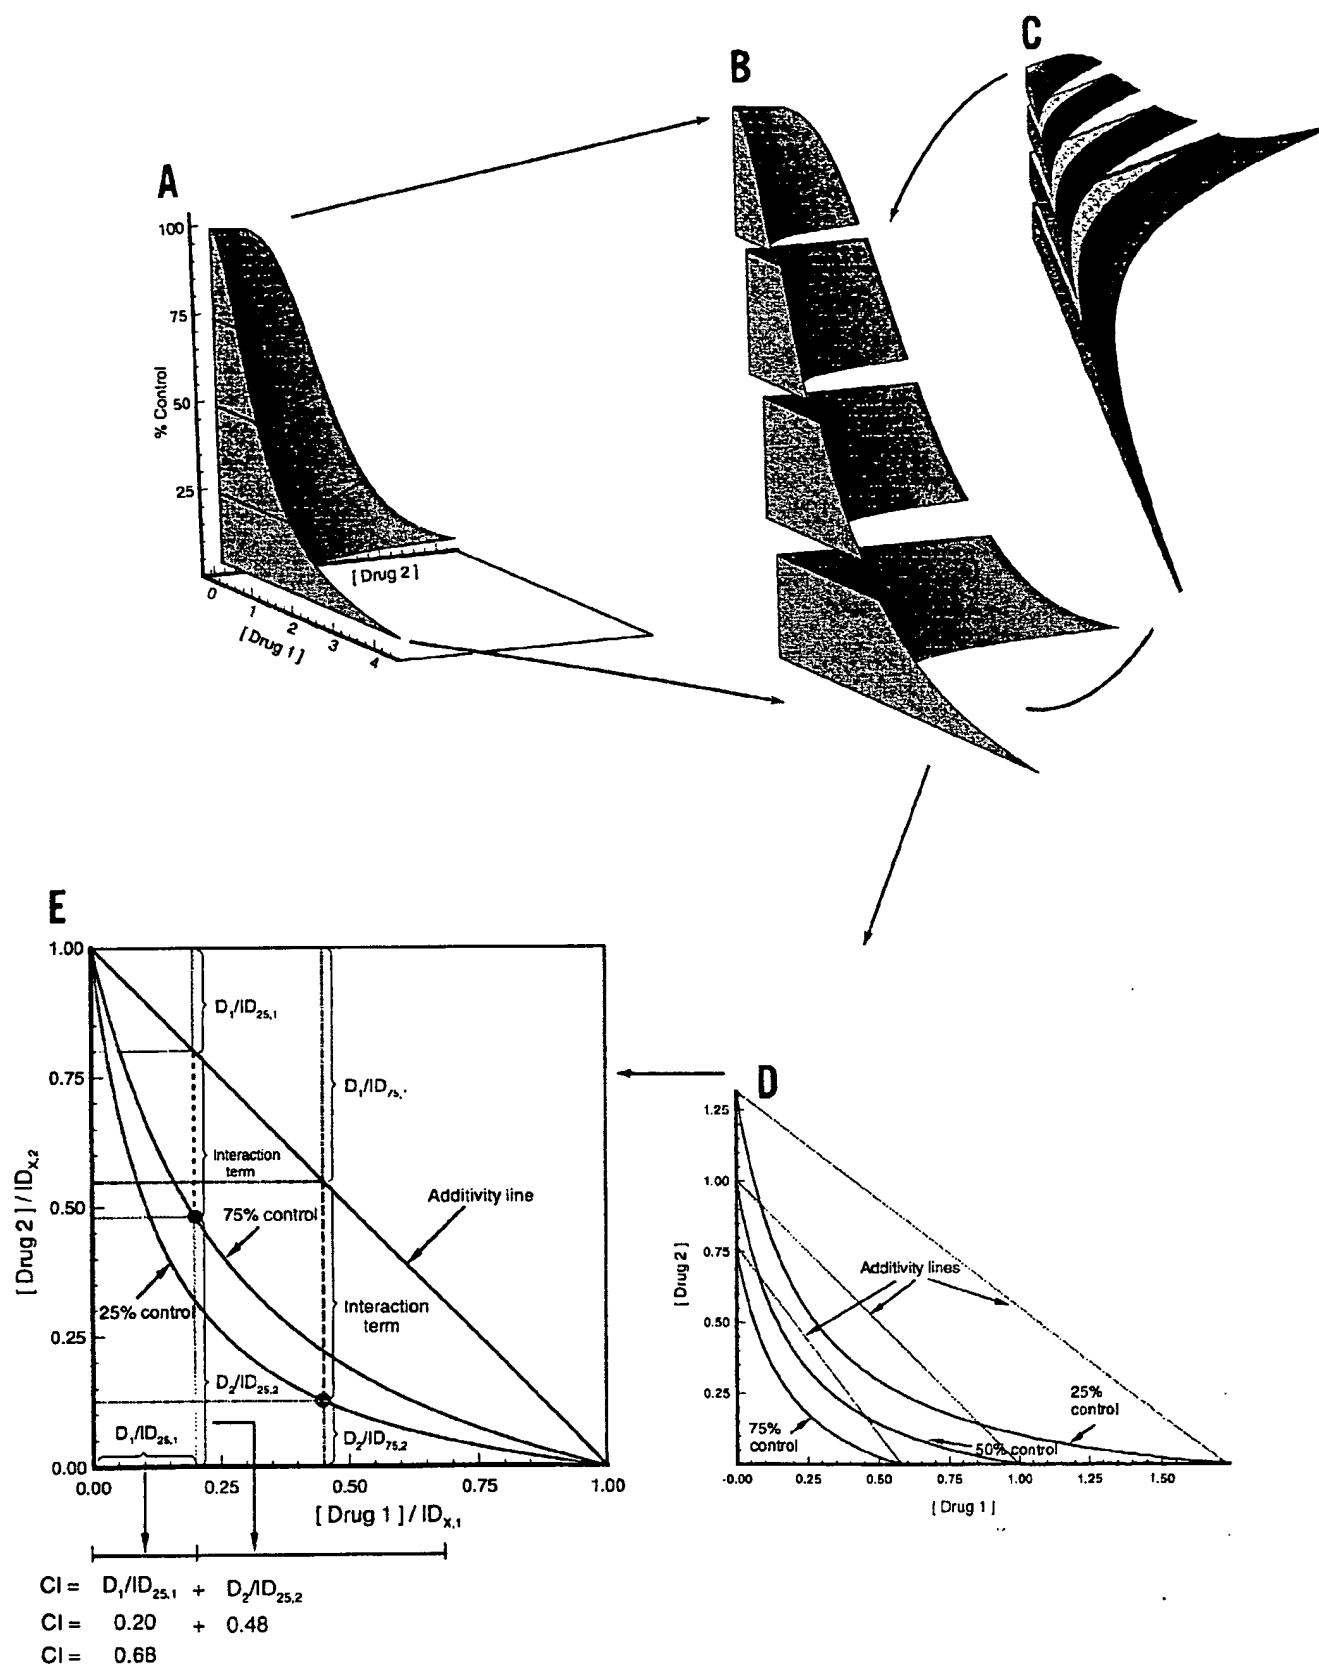 A
100
75
50
25
% Control
0
1
2
3
4
[ Drug 1 ]
[ Drug 2 ]
B
C
E
1.00
0.75
0.50
0.25
0.00
[ Drug 2 ] / ID X,2
D1/ID25,1
D1/ID75,
Interaction
term
75% control
Additivity line
25% control
Interaction
term
D2/ID25,2
D1/ID25,1
D2/ID75,2
0.00
0.25
0.50
0.75
1.00
[ Drug 1 ] / ID X,1
CI = D1/ID25,1 + D2/ID25,2
CI = 0.20 + 0.48
CI = 0.68
D
1.25
1.00
0.75
0.50
0.25
[ Drug 2 ]
Additivity lines
75%
control
50% control
25%
control
-0.00
0.25
0.50
0.75
1.00
1.25
1.50
[ Drug 1 ]